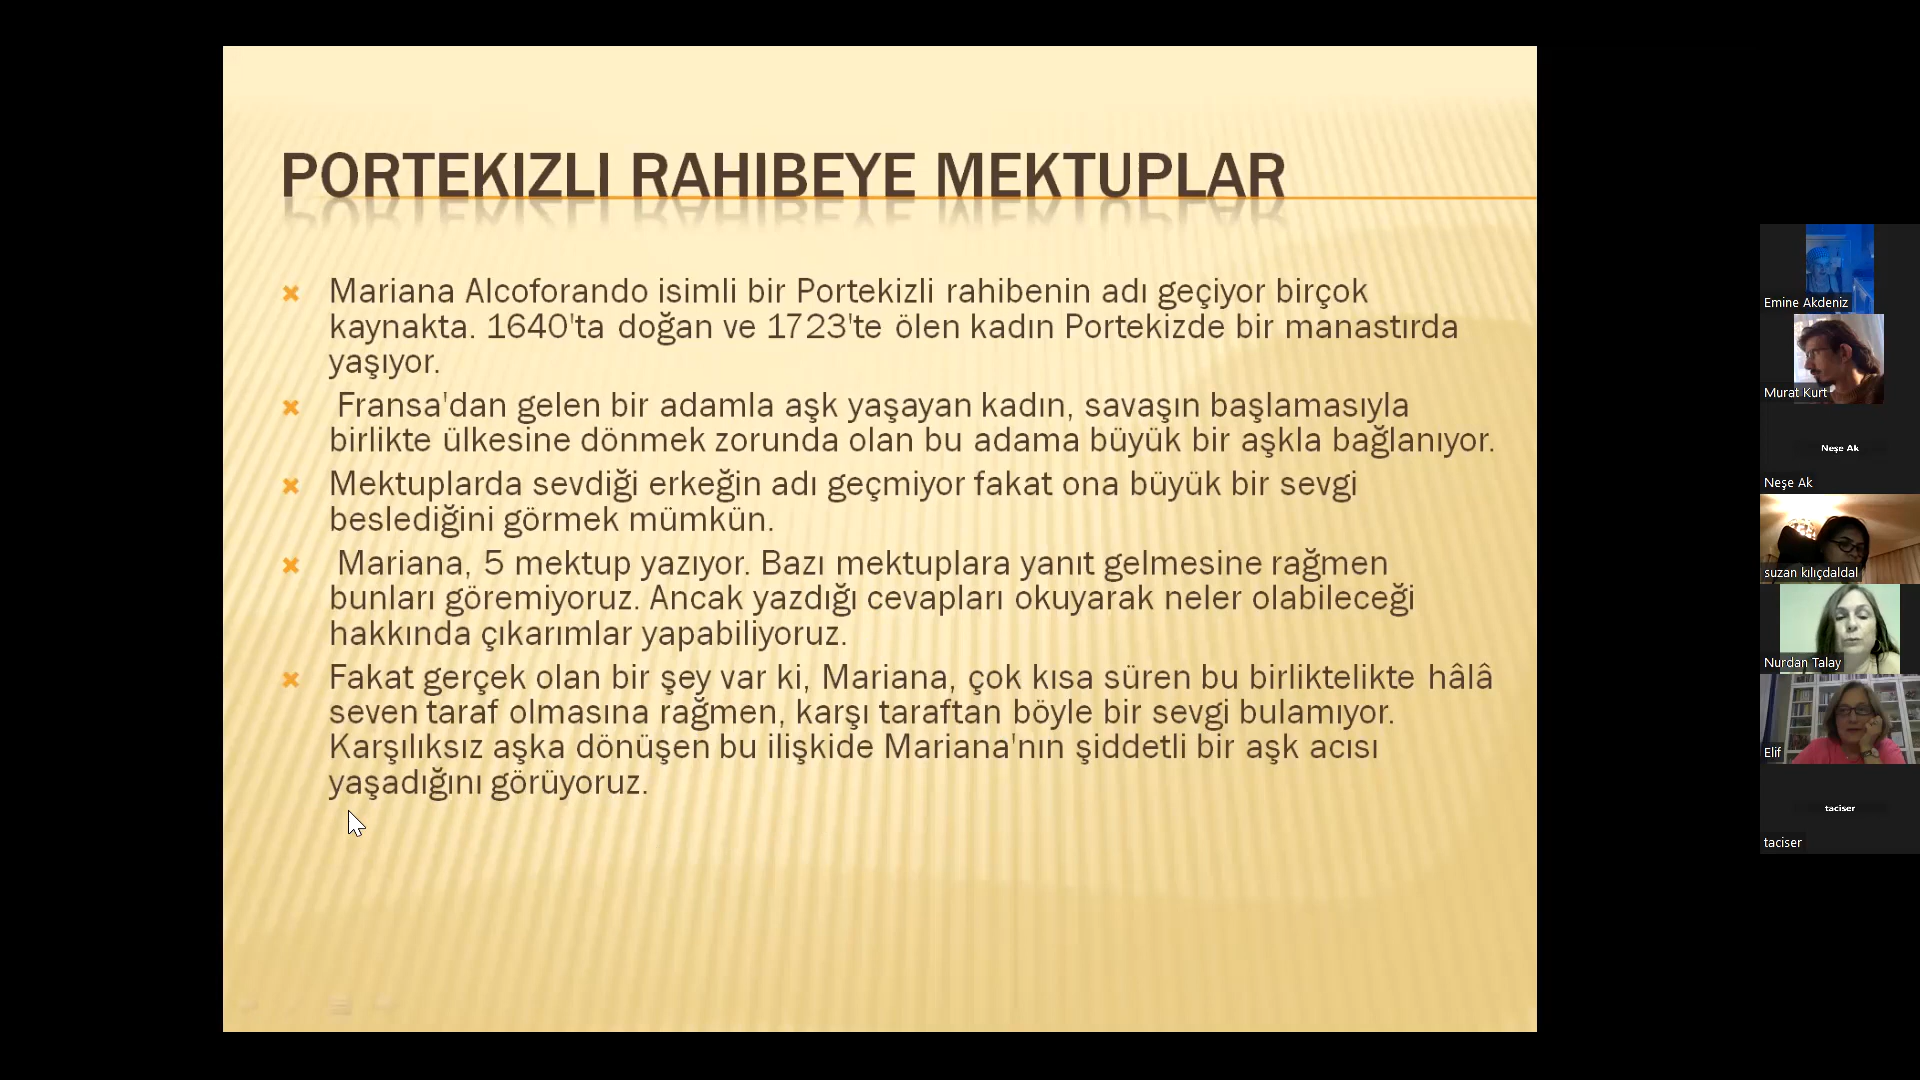 PORTEKIZLI RAHIBEYE MEKTUPLAR
Mariana Alcoforando isimli bir Portekizli rahibenin adı geçiyor birçok
kaynakta. 1640'ta doğan ve 1723'te ölen kadın Portekizde bir manastırda
yaşıyor.
Fransa'dan gelen bir adamla aşk yaşayan kadın, savaşın başlamasıyla
birlikte ülkesine dönmek zorunda olan bu adama büyük bir aşkla bağlanıyor.
Mektuplarda sevdiği erkeğin adı geçmiyor fakat ona büyük bir sevgi
beslediğini görmek mümkün.
Mariana, 5 mektup yazıyor. Bazı mektuplara yanıt gelmesine rağmen
bunları göremiyoruz. Ancak yazdığı cevapları okuyarak neler olabileceği
hakkında çıkarımlar yapabiliyoruz.
Fakat gerçek olan bir şey var ki, Mariana, çok kısa süren bu birliktelikte hâlâ
seven taraf olmasına rağmen, karşı taraftan böyle bir sevgi bulamıyor.
Karşılıksız aşka dönüşen bu ilişkide Mariana'nın şiddetli bir aşk acısı
yaşadığını görüyoruz.
Emine Akdeniz
Murat Kurt
Neşe Ak
Neşe Ak
suzan kılıçdaldal
Nurdan Talay
Elif
taciser
taciser